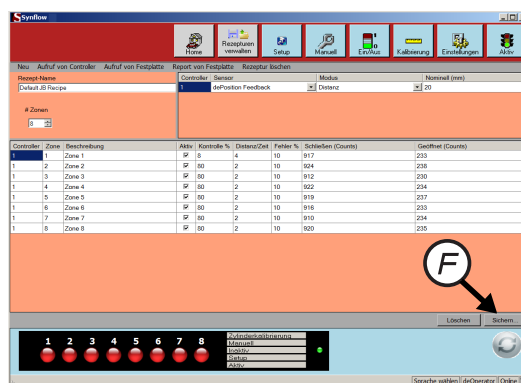 Synflow
Home
Rezepturen verwalten
Setup
Manuell
Ein/Aus
Kalibrierung
Einstellungen
Aktiv
Neu Aufruf von Controller Aufruf von Festplatte Report von Festplatte Rezeptur löschen
Rezept-Name
Default JB Recipe
# Zonen
8
Controller Sensor Modus Nominell (mm)
1 dePosition Feedback Distanz 20
Controller Zone Beschreibung Aktiv Kontrolle % Distanz/Zeit Fehler % Schließen (Counts) Geöffnet (Counts)
1 1 Zone 1 8 4 10 917 233
1 2 Zone 2 80 2 10 924 238
1 3 Zone 3 80 2 10 912 230
1 4 Zone 4 80 2 10 922 234
1 5 Zone 5 80 2 10 919 237
1 6 Zone 6 80 2 10 916 233
1 7 Zone 7 80 2 10 910 234
1 8 Zone 8 80 2 10 920 235
F
Löschen Sichern...
1 2 3 4 5 6 7 8
Zylinderkalibrierung
Manuell
Inaktiv
Setup
Aktiv
Sprache wählen deOperator Online